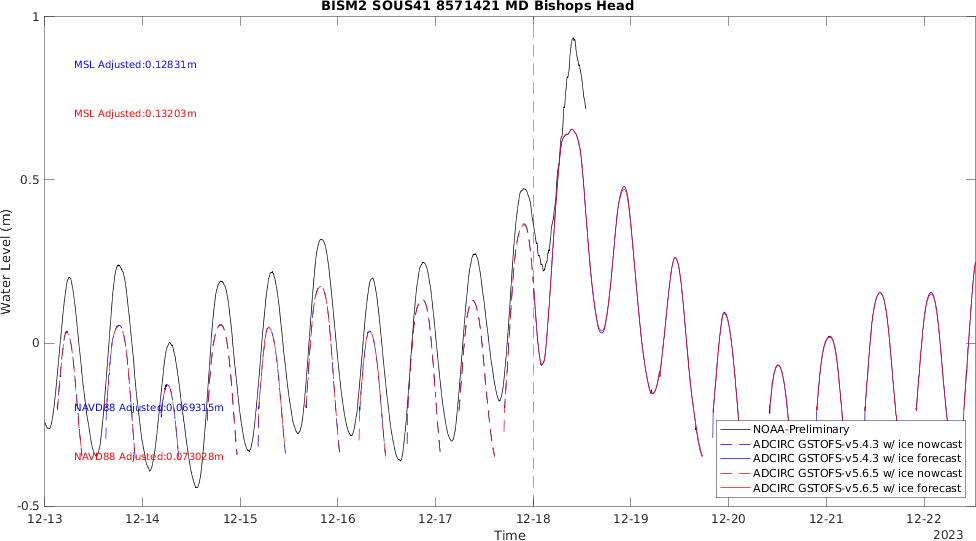 BISM2 SOUS41 8571421 MD Bishops Head
1
MSL Adjusted:0.12831m
MSL Adjusted:0.13203m
0.5
Water Level (m)
0
NAVD88 Adjusted:0.069315m
NAVD88 Adjusted:0.073028m
NOAA-Preliminary
ADCIRC GSTOFS-v5.4.3 w/ ice nowcast
ADCIRC GSTOFS-v5.4.3 w/ ice forecast
ADCIRC GSTOFS-v5.6.5 w/ ice nowcast
ADCIRC GSTOFS-v5.6.5 w/ ice forecast
-0.5
12-13 12-14 12-15 12-16 12-17 12-18 12-19 12-20 12-21 12-22
Time
2023